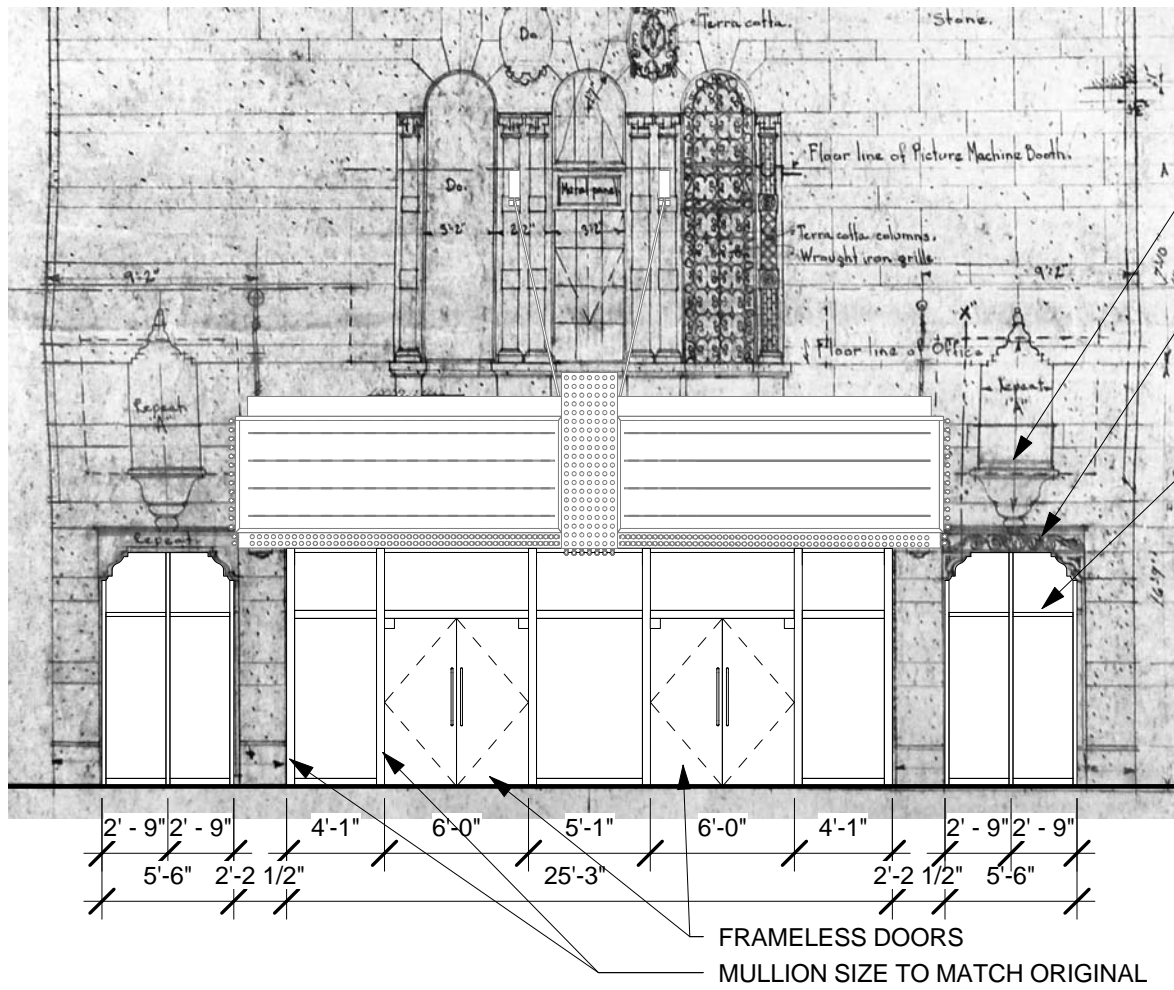 Do
Terra cotta.
Stone.
Floor line of Picture Machine Booth.
Do.
Metal panel
Terra cotta columns.
Wrought iron grille
3'-2" 2'-2" 3'-2"
9'-2"
9'-2"
"X"
Floor line of Office
Repeat
"A"
Repeat
"A"
Repeat.
16'-9"
2' - 9" 2' - 9" 4'-1" 6'-0" 5'-1" 6'-0" 4'-1" 2' - 9" 2' - 9"
5'-6" 2'-2 1/2" 25'-3" 2'-2 1/2" 5'-6"
FRAMELESS DOORS
MULLION SIZE TO MATCH ORIGINAL